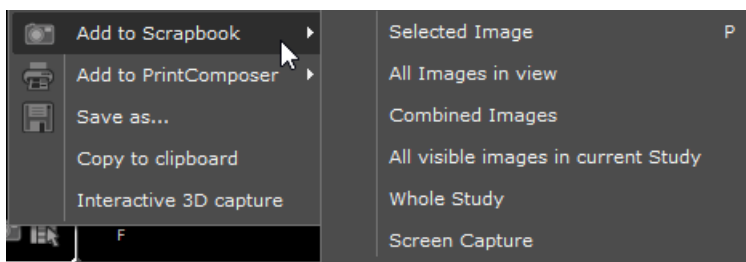 Add to Scrapbook
Add to PrintComposer
Save as...
Copy to clipboard
Interactive 3D capture
F
Selected Image P
All Images in view
Combined Images
All visible images in current Study
Whole Study
Screen Capture